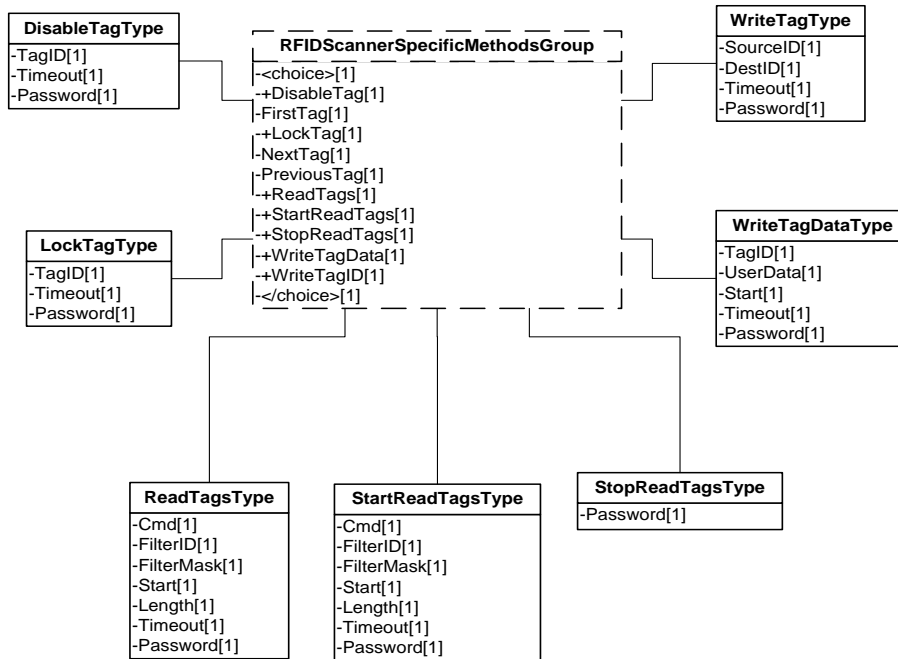 DisableTagType
-TagID[1]
-Timeout[1]
-Password[1]
RFIDScannerSpecificMethodsGroup
-<choice>[1]
-+DisableTag[1]
-FirstTag[1]
-+LockTag[1]
-NextTag[1]
-PreviousTag[1]
-+ReadTags[1]
-+StartReadTags[1]
-+StopReadTags[1]
-+WriteTagData[1]
-+WriteTagID[1]
-</choice>[1]
WriteTagType
-SourceID[1]
-DestID[1]
-Timeout[1]
-Password[1]
LockTagType
-TagID[1]
-Timeout[1]
-Password[1]
WriteTagDataType
-TagID[1]
-UserData[1]
-Start[1]
-Timeout[1]
-Password[1]
ReadTagsType
-Cmd[1]
-FilterID[1]
-FilterMask[1]
-Start[1]
-Length[1]
-Timeout[1]
-Password[1]
StartReadTagsType
-Cmd[1]
-FilterID[1]
-FilterMask[1]
-Start[1]
-Length[1]
-Timeout[1]
-Password[1]
StopReadTagsType
-Password[1]